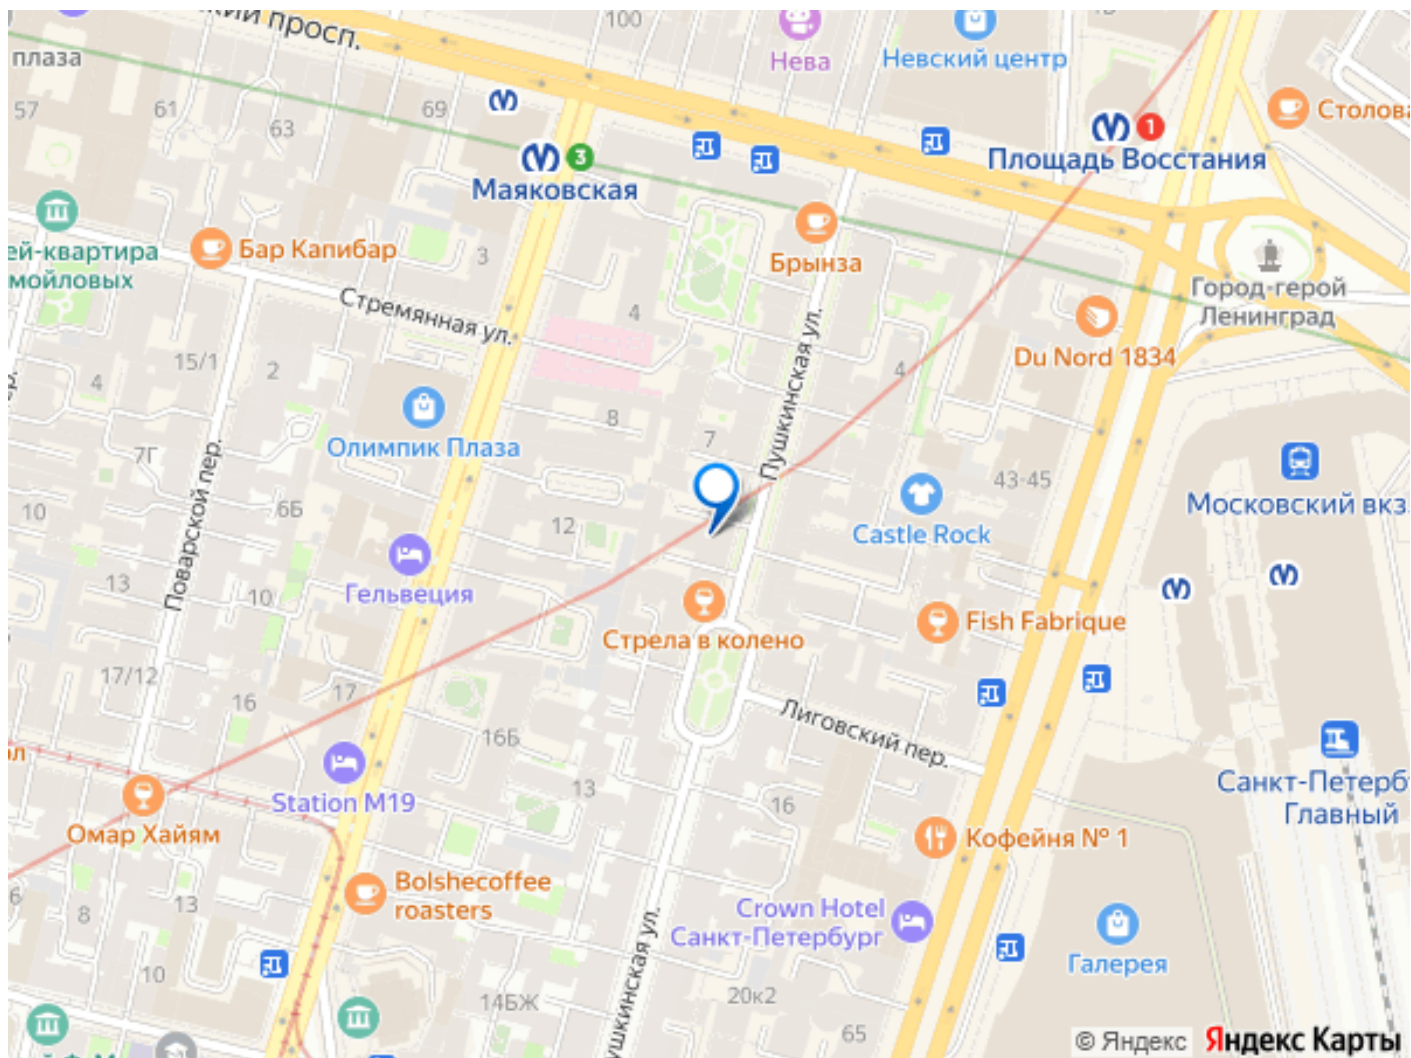 просп.
100
Нева
Невский центр
плаза
57
61
63
69
3
Маяковская
1
Площадь Восстания
Столова
Бар Капибар
ей-квартира
мойловых
3
Стремянная ул.
4
Брынза
Пушкинская ул.
Город-герой
Ленинград
Du Nord 1834
15/1
2
4
4
Олимпик Плаза
8
7
7Г
Поварской пер.
10
6Б
12
43-45
Castle Rock
Московский вкз
Гельвеция
13
10
Стрела в колено
Fish Fabrique
17/12
16
17
16Б
Лиговский пер.
Station M19
13
16
Санкт-Петерб
Главный
Омар Хайям
Кофейня № 1
Bolshecoffee
roasters
6
8
13
Crown Hotel
Санкт-Петербург
Галерея
10
14БЖ
ушкинская ул.
20к2
65
© Яндекс Яндекс Карты